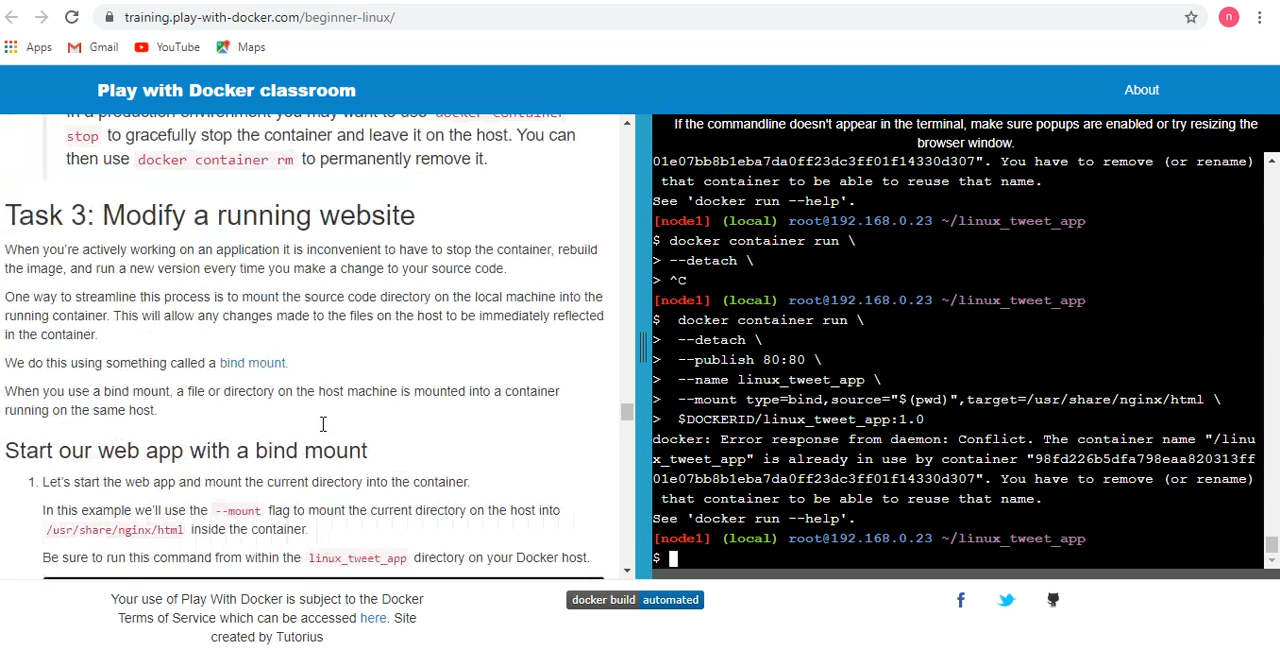 training.play-with-docker.com/beginner-linux/
n
Apps Gmail YouTube Maps
Play with Docker classroom
About
In a production environment you may want to use docker container
stop to gracefully stop the container and leave it on the host. You can
then use docker container rm to permanently remove it.
Task 3: Modify a running website
When you’re actively working on an application it is inconvenient to have to stop the container, rebuild
the image, and run a new version every time you make a change to your source code.
One way to streamline this process is to mount the source code directory on the local machine into the
running container. This will allow any changes made to the files on the host to be immediately reflected
in the container.
We do this using something called a bind mount.
When you use a bind mount, a file or directory on the host machine is mounted into a container
running on the same host.
Start our web app with a bind mount
1. Let’s start the web app and mount the current directory into the container.
In this example we’ll use the --mount flag to mount the current directory on the host into
/usr/share/nginx/html inside the container.
Be sure to run this command from within the linux_tweet_app directory on your Docker host.
If the commandline doesn't appear in the terminal, make sure popups are enabled or try resizing the
browser window.
01e07bb8b1eba7da0ff23dc3ff01f14330d307". You have to remove (or rename)
that container to be able to reuse that name.
See 'docker run --help'.
[node1] (local) root@192.168.0.23 ~/linux_tweet_app
$ docker container run \
> --detach \
> ^C
[node1] (local) root@192.168.0.23 ~/linux_tweet_app
$ docker container run \
> --detach \
> --publish 80:80 \
> --name linux_tweet_app \
> --mount type=bind,source="$(pwd)",target=/usr/share/nginx/html \
> $DOCKERID/linux_tweet_app:1.0
docker: Error response from daemon: Conflict. The container name "/linu
x_tweet_app" is already in use by container "98fd226b5dfa798eaa820313ff
01e07bb8b1eba7da0ff23dc3ff01f14330d307". You have to remove (or rename)
that container to be able to reuse that name.
See 'docker run --help'.
[node1] (local) root@192.168.0.23 ~/linux_tweet_app
$
Your use of Play With Docker is subject to the Docker
Terms of Service which can be accessed here. Site
created by Tutorius
docker build automated